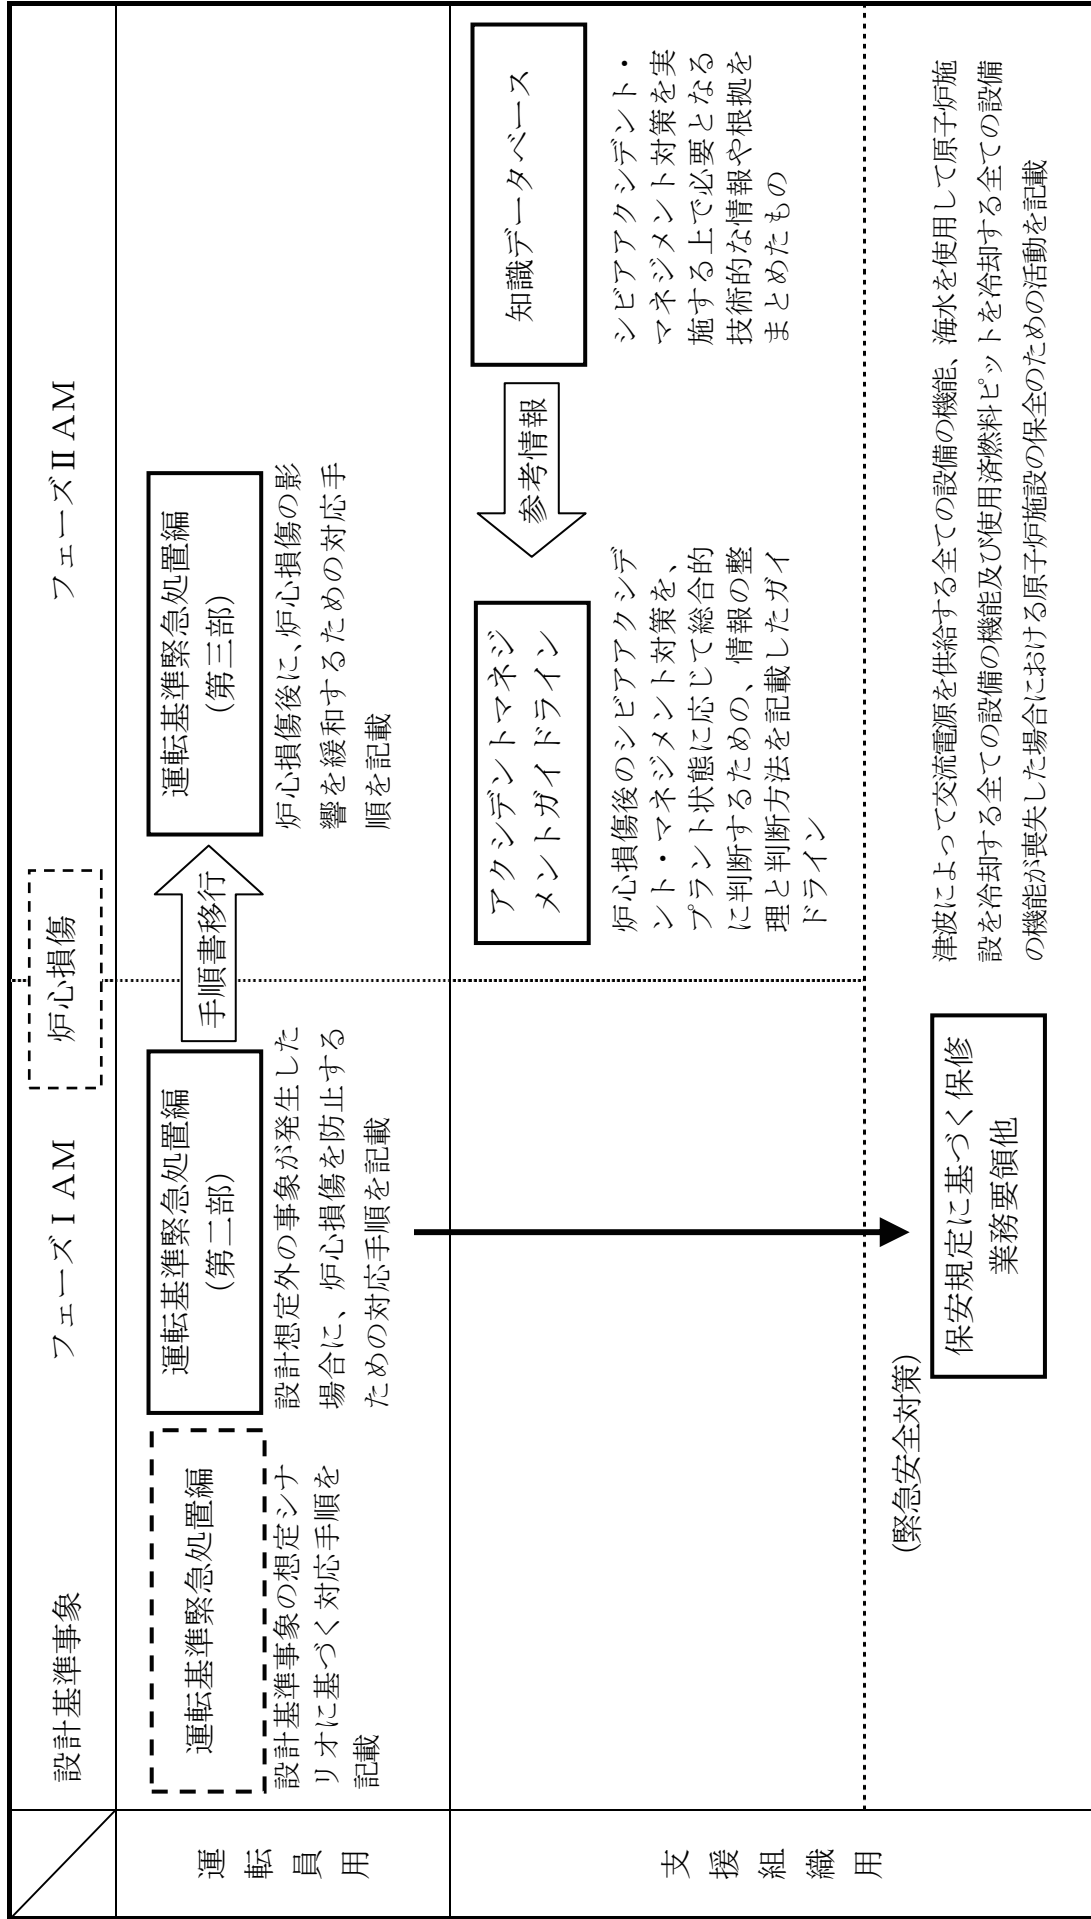 設計基準事象
フェーズⅠAM
炉心損傷
フェーズⅡAM
運転員用
運転基準緊急処置編
設計基準事象の想定シナ
リオに基づく対応手順を
記載
運転基準緊急処置編
(第二部)
設計想定外の事象が発生した
場合に、炉心損傷を防止する
ための対応手順を記載
手順書移行
運転基準緊急処置編
(第三部)
炉心損傷後に、炉心損傷の影
響を緩和するための対応手
順を記載
支援組織用
アクシデントマネジ
メントガイドライン
炉心損傷後のシビアアクシデ
ント・マネジメント対策を、
プラント状態に応じて総合的
に判断するための、情報の整
理と判断方法を記載したガイ
ドライン
参考情報
知識データベース
シビアアクシデント・
マネジメント対策を実
施する上で必要となる
技術的な情報や根拠を
まとめたもの
(緊急安全対策)
保安規定に基づく保修
業務要領他
津波によって交流電源を供給する全ての設備の機能、海水を使用して原子炉施
設を冷却する全ての設備の機能及び使用済燃料ピットを冷却する全ての設備
の機能が喪失した場合における原子炉施設の保全のための活動を記載